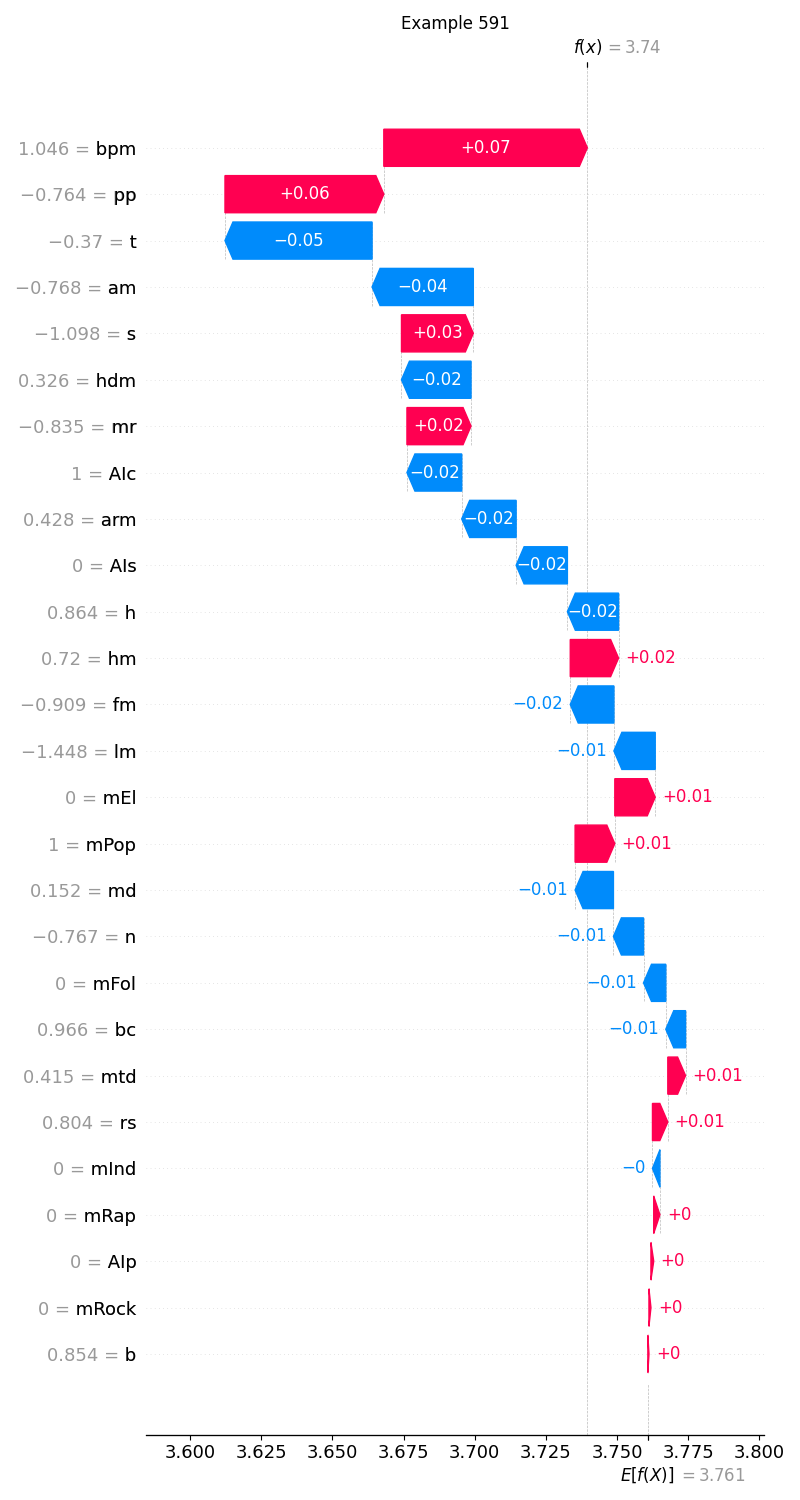 Example 591
f(x) = 3.74
1.046 = bpm +0.07
−0.764 = pp +0.06
−0.37 = t −0.05
−0.768 = am −0.04
−1.098 = s +0.03
0.326 = hdm −0.02
−0.835 = mr +0.02
1 = AIc −0.02
0.428 = arm −0.02
0 = AIs −0.02
0.864 = h −0.02
0.72 = hm +0.02
−0.909 = fm −0.02
−1.448 = lm −0.01
0 = mEl +0.01
1 = mPop +0.01
0.152 = md −0.01
−0.767 = n −0.01
0 = mFol −0.01
0.966 = bc −0.01
0.415 = mtd +0.01
0.804 = rs +0.01
0 = mInd −0
0 = mRap +0
0 = AIp +0
0 = mRock +0
0.854 = b +0
3.600 3.625 3.650 3.675 3.700 3.725 3.750 3.775 3.800
E[f(X)] = 3.761